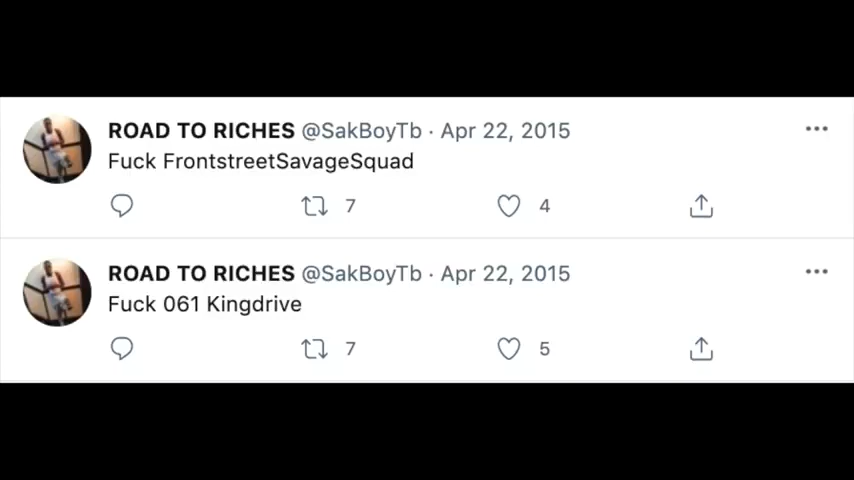 ROAD TO RICHES @SakBoyTb · Apr 22, 2015
Fuck FrontstreetSavageSquad
7 4
ROAD TO RICHES @SakBoyTb · Apr 22, 2015
Fuck 061 Kingdrive
7 5